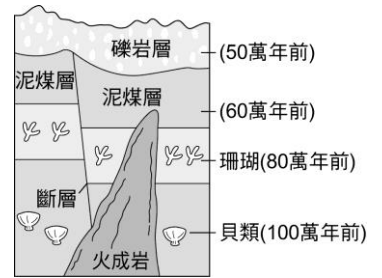 礫岩層
(50萬年前)
泥煤層
泥煤層
(60萬年前)
珊瑚(80萬年前)
斷層
貝類(100萬年前)
火成岩